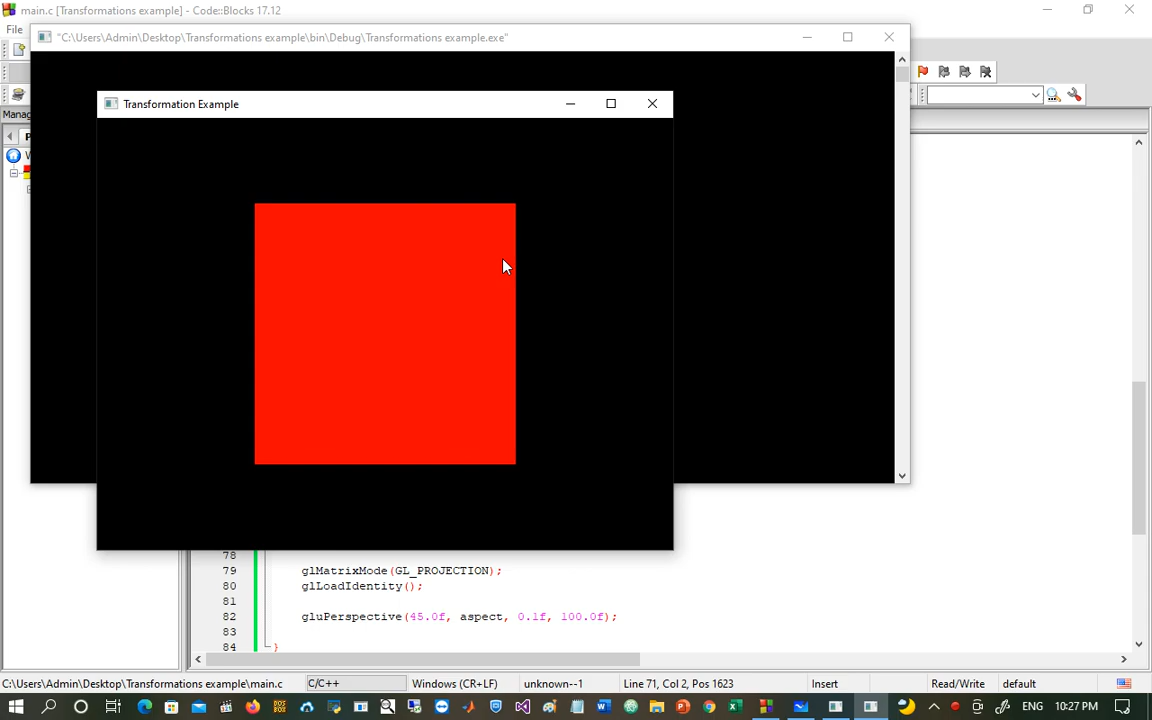 main.c [Transformations example] - Code::Blocks 17.12
File
"C:\Users\Admin\Desktop\Transformations example\bin\Debug\Transformations example.exe"
Transformation Example
Manag
78
79 glMatrixMode(GL_PROJECTION);
80 glLoadIdentity();
81
82 gluPerspective(45.0f, aspect, 0.1f, 100.0f);
83
84 }
C:\Users\Admin\Desktop\Transformations example\main.c C/C++ Windows (CR+LF) unknown--1 Line 71, Col 2, Pos 1623 Insert Read/Write default
ENG 10:27 PM